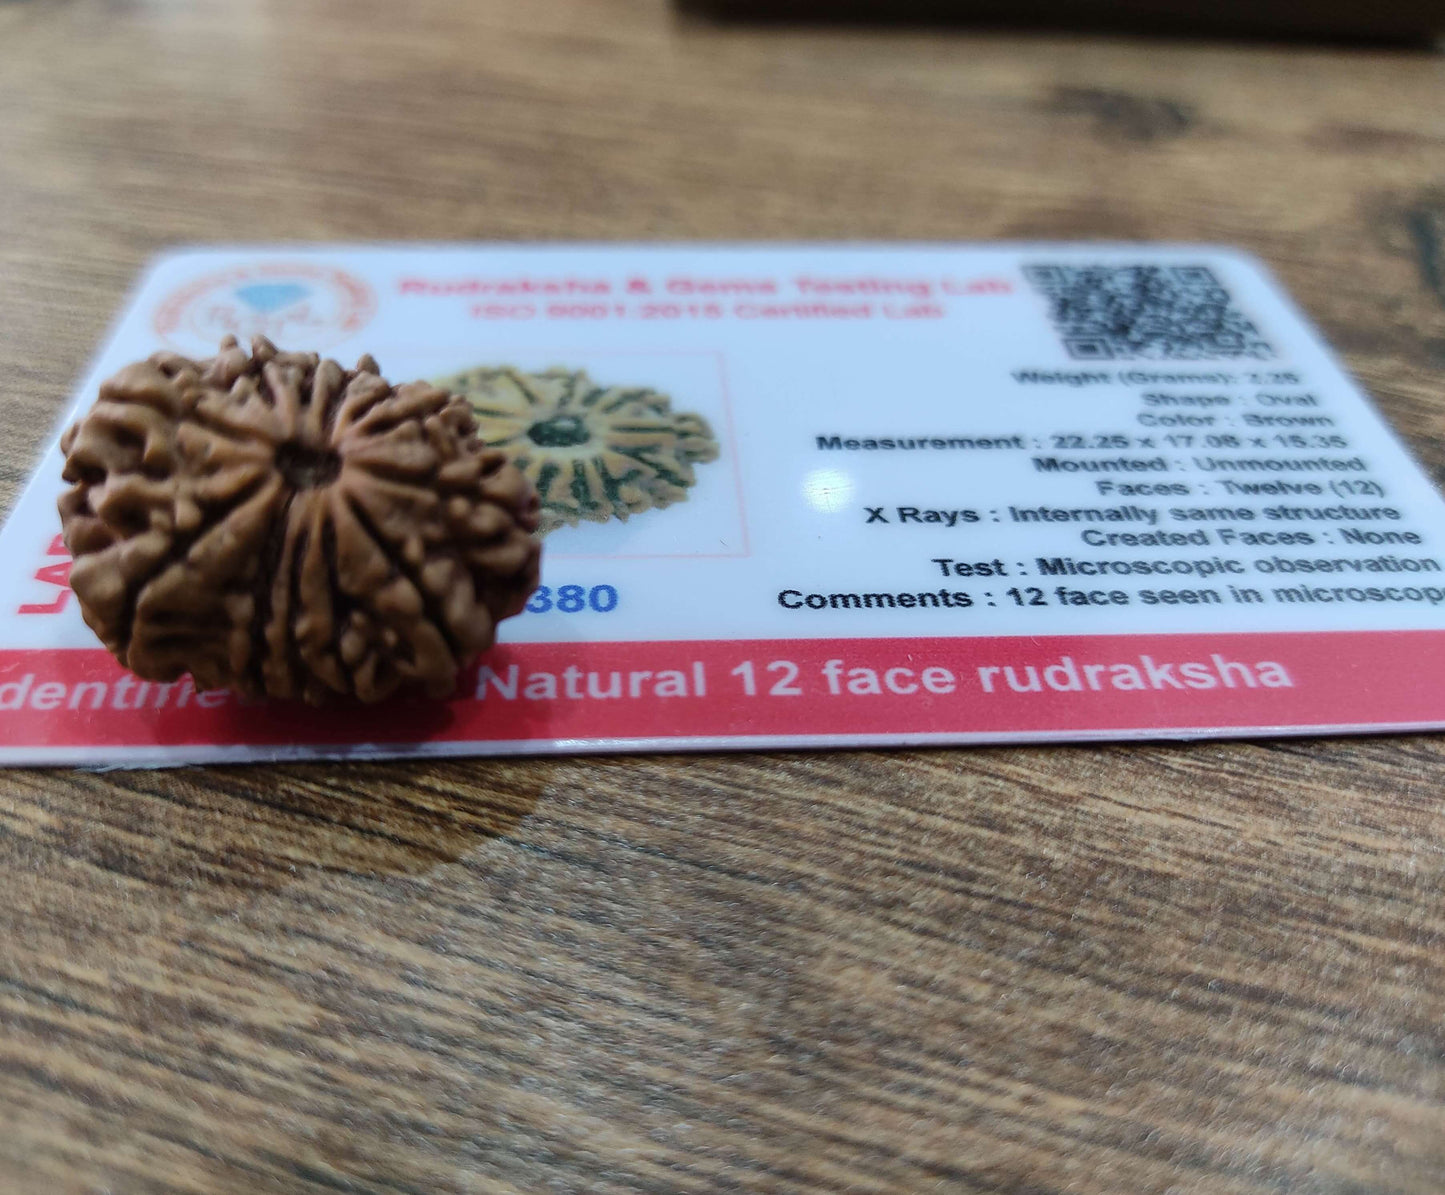 Rudraksha & Gems Testing Lab
ISO 9001:2015 Certified Lab
Weight (Grams): 2.25
Shape : Oval
Color : Brown
Measurement : 22.25 x 17.08 x 15.35
Mounted : Unmounted
Faces : Twelve (12)
X Rays : Internally same structure
Created Faces : None
Test : Microscopic observation
Comments : 12 face seen in microscop
LAB
380
dentifie Natural 12 face rudraksha